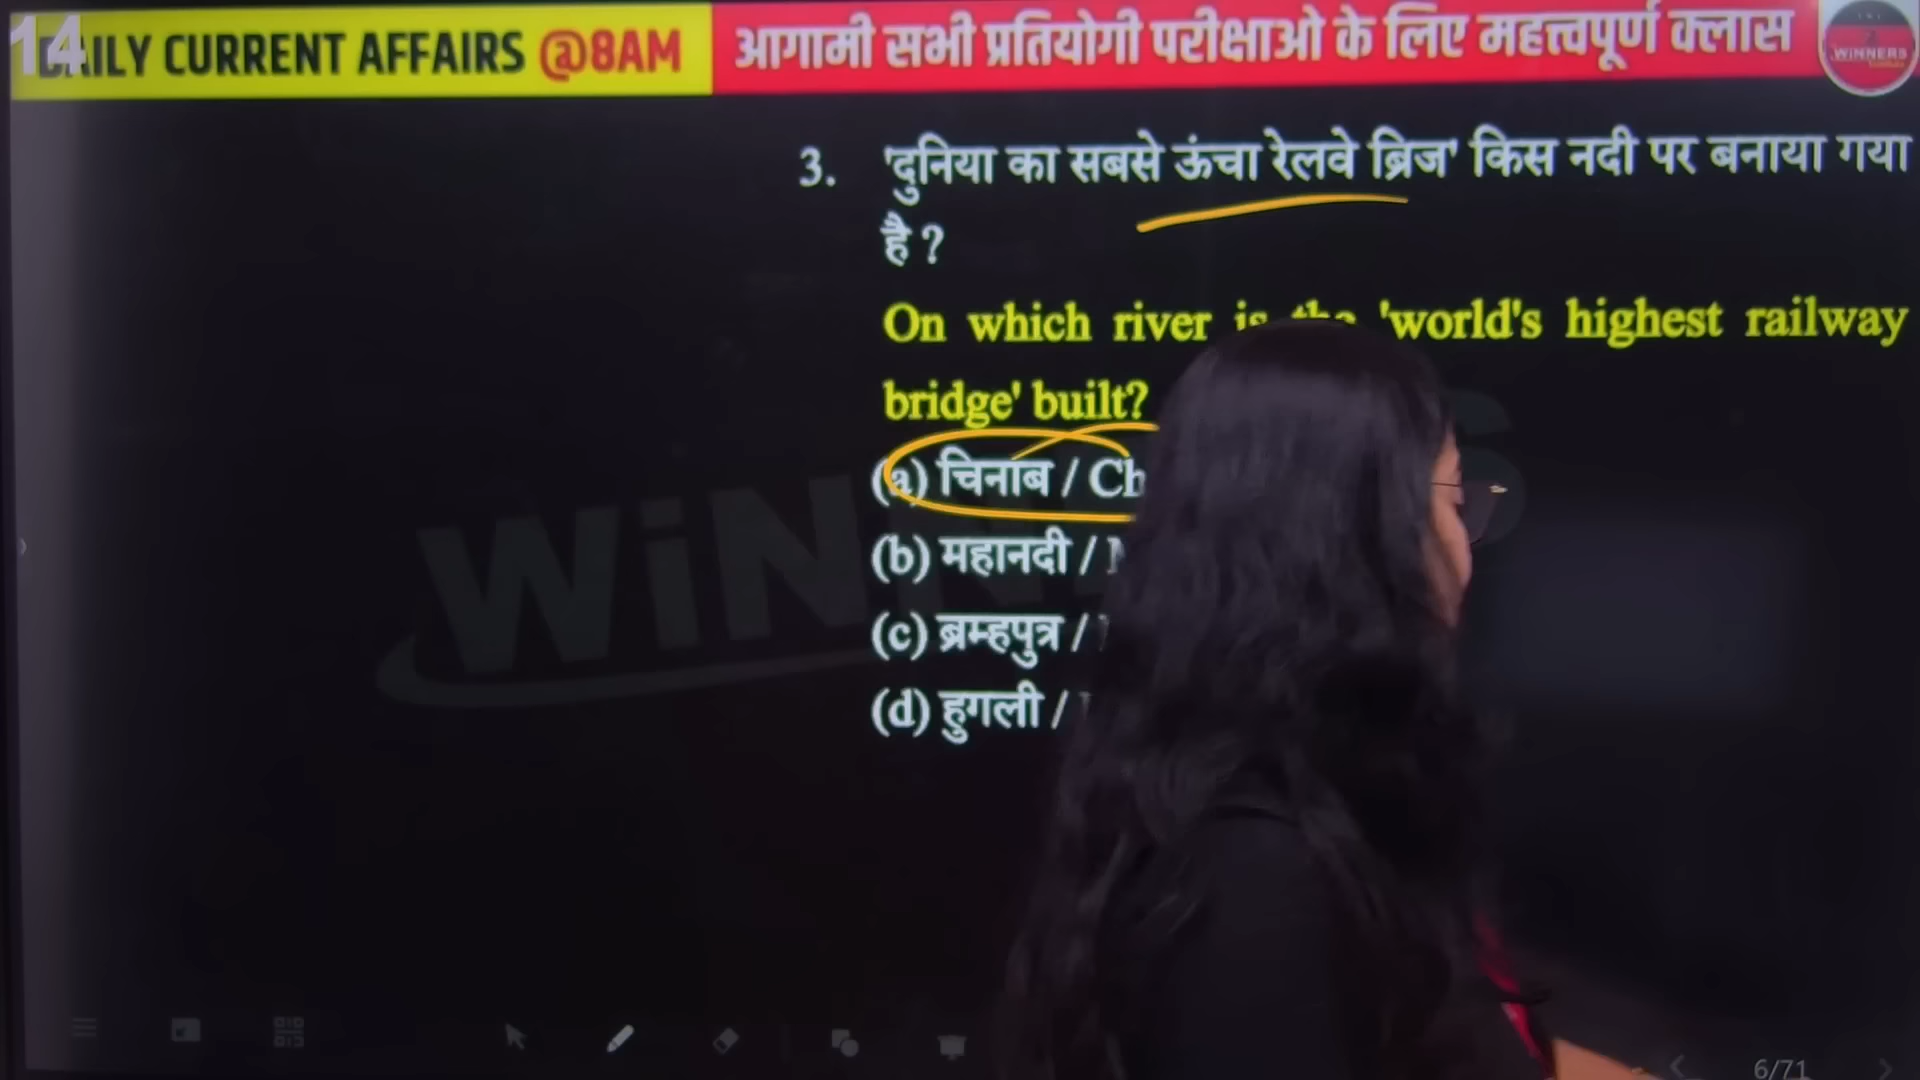 14
DAILY CURRENT AFFAIRS @8AM
आगामी सभी प्रतियोगी परीक्षाओ के लिए महत्त्वपूर्ण क्लास
WINNERS
3. 'दुनिया का सबसे ऊंचा रेलवे ब्रिज' किस नदी पर बनाया गया
है ?
On which river is the 'world's highest railway
bridge' built?
(a) चिनाब / Ch
(b) महानदी /
(c) ब्रम्हपुत्र /
(d) हुगली /
WiNN
6/71